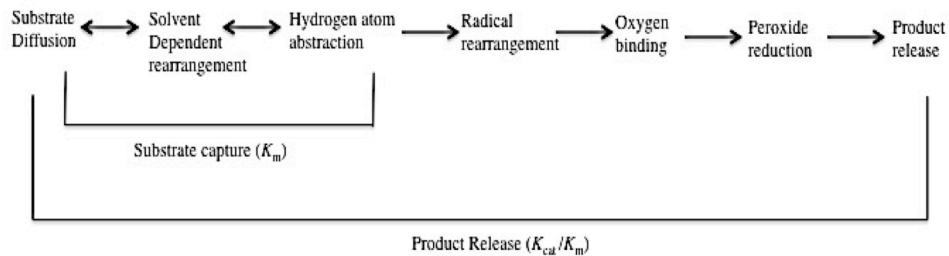 Substrate
Diffusion
Solvent
Dependent
rearrangement
Hydrogen atom
abstraction
Radical
rearrangement
Oxygen
binding
Peroxide
reduction
Product
release
Substrate capture (Km)
Product Release (Kcat/Km)